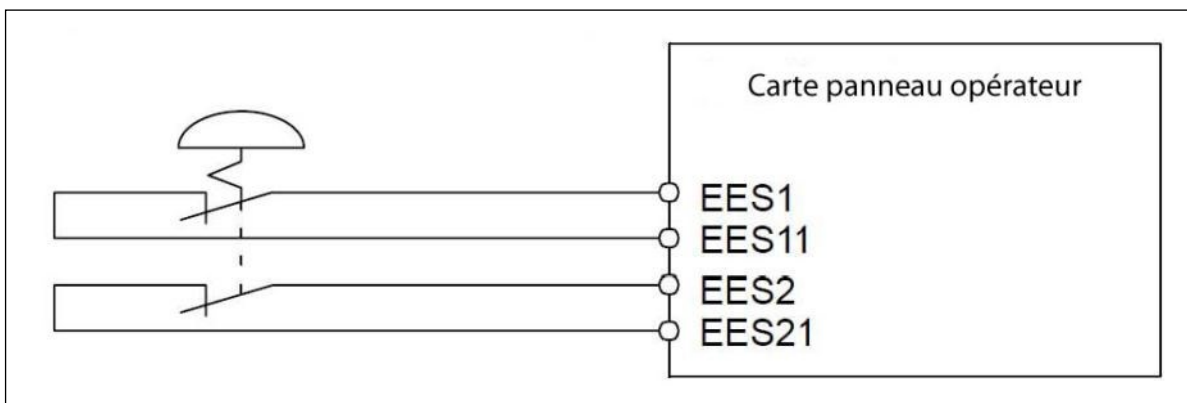 Carte panneau opérateur
EES1
EES11
EES2
EES21